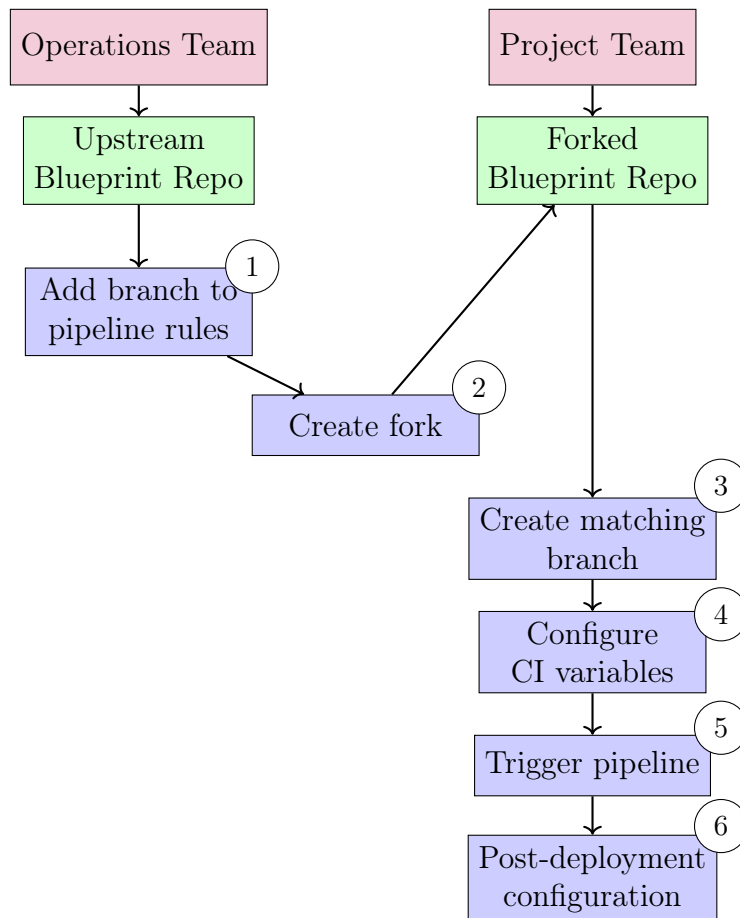 Operations Team
Project Team
Upstream
Blueprint Repo
Forked
Blueprint Repo
1
Add branch to
pipeline rules
2
Create fork
3
Create matching
branch
4
Configure
CI variables
5
Trigger pipeline
6
Post-deployment
configuration